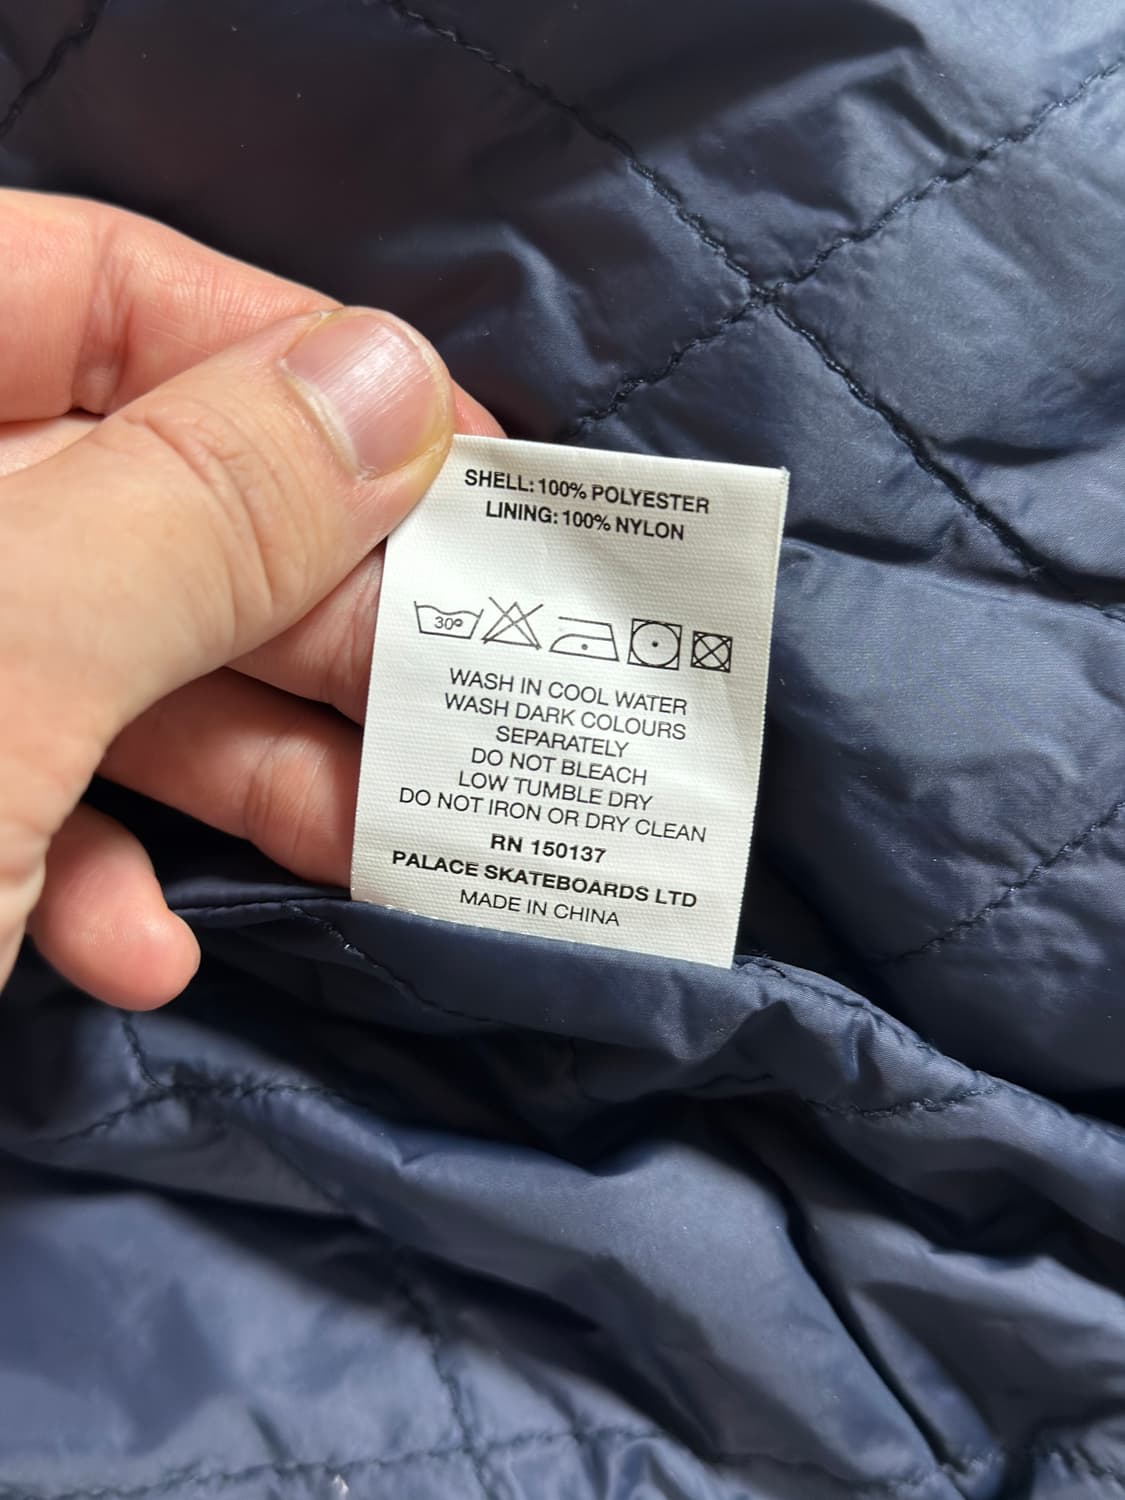 SHELL: 100% POLYESTER
LINING: 100% NYLON
30º
WASH IN COOL WATER
WASH DARK COLOURS
SEPARATELY
DO NOT BLEACH
LOW TUMBLE DRY
DO NOT IRON OR DRY CLEAN
RN 150137
PALACE SKATEBOARDS LTD
MADE IN CHINA